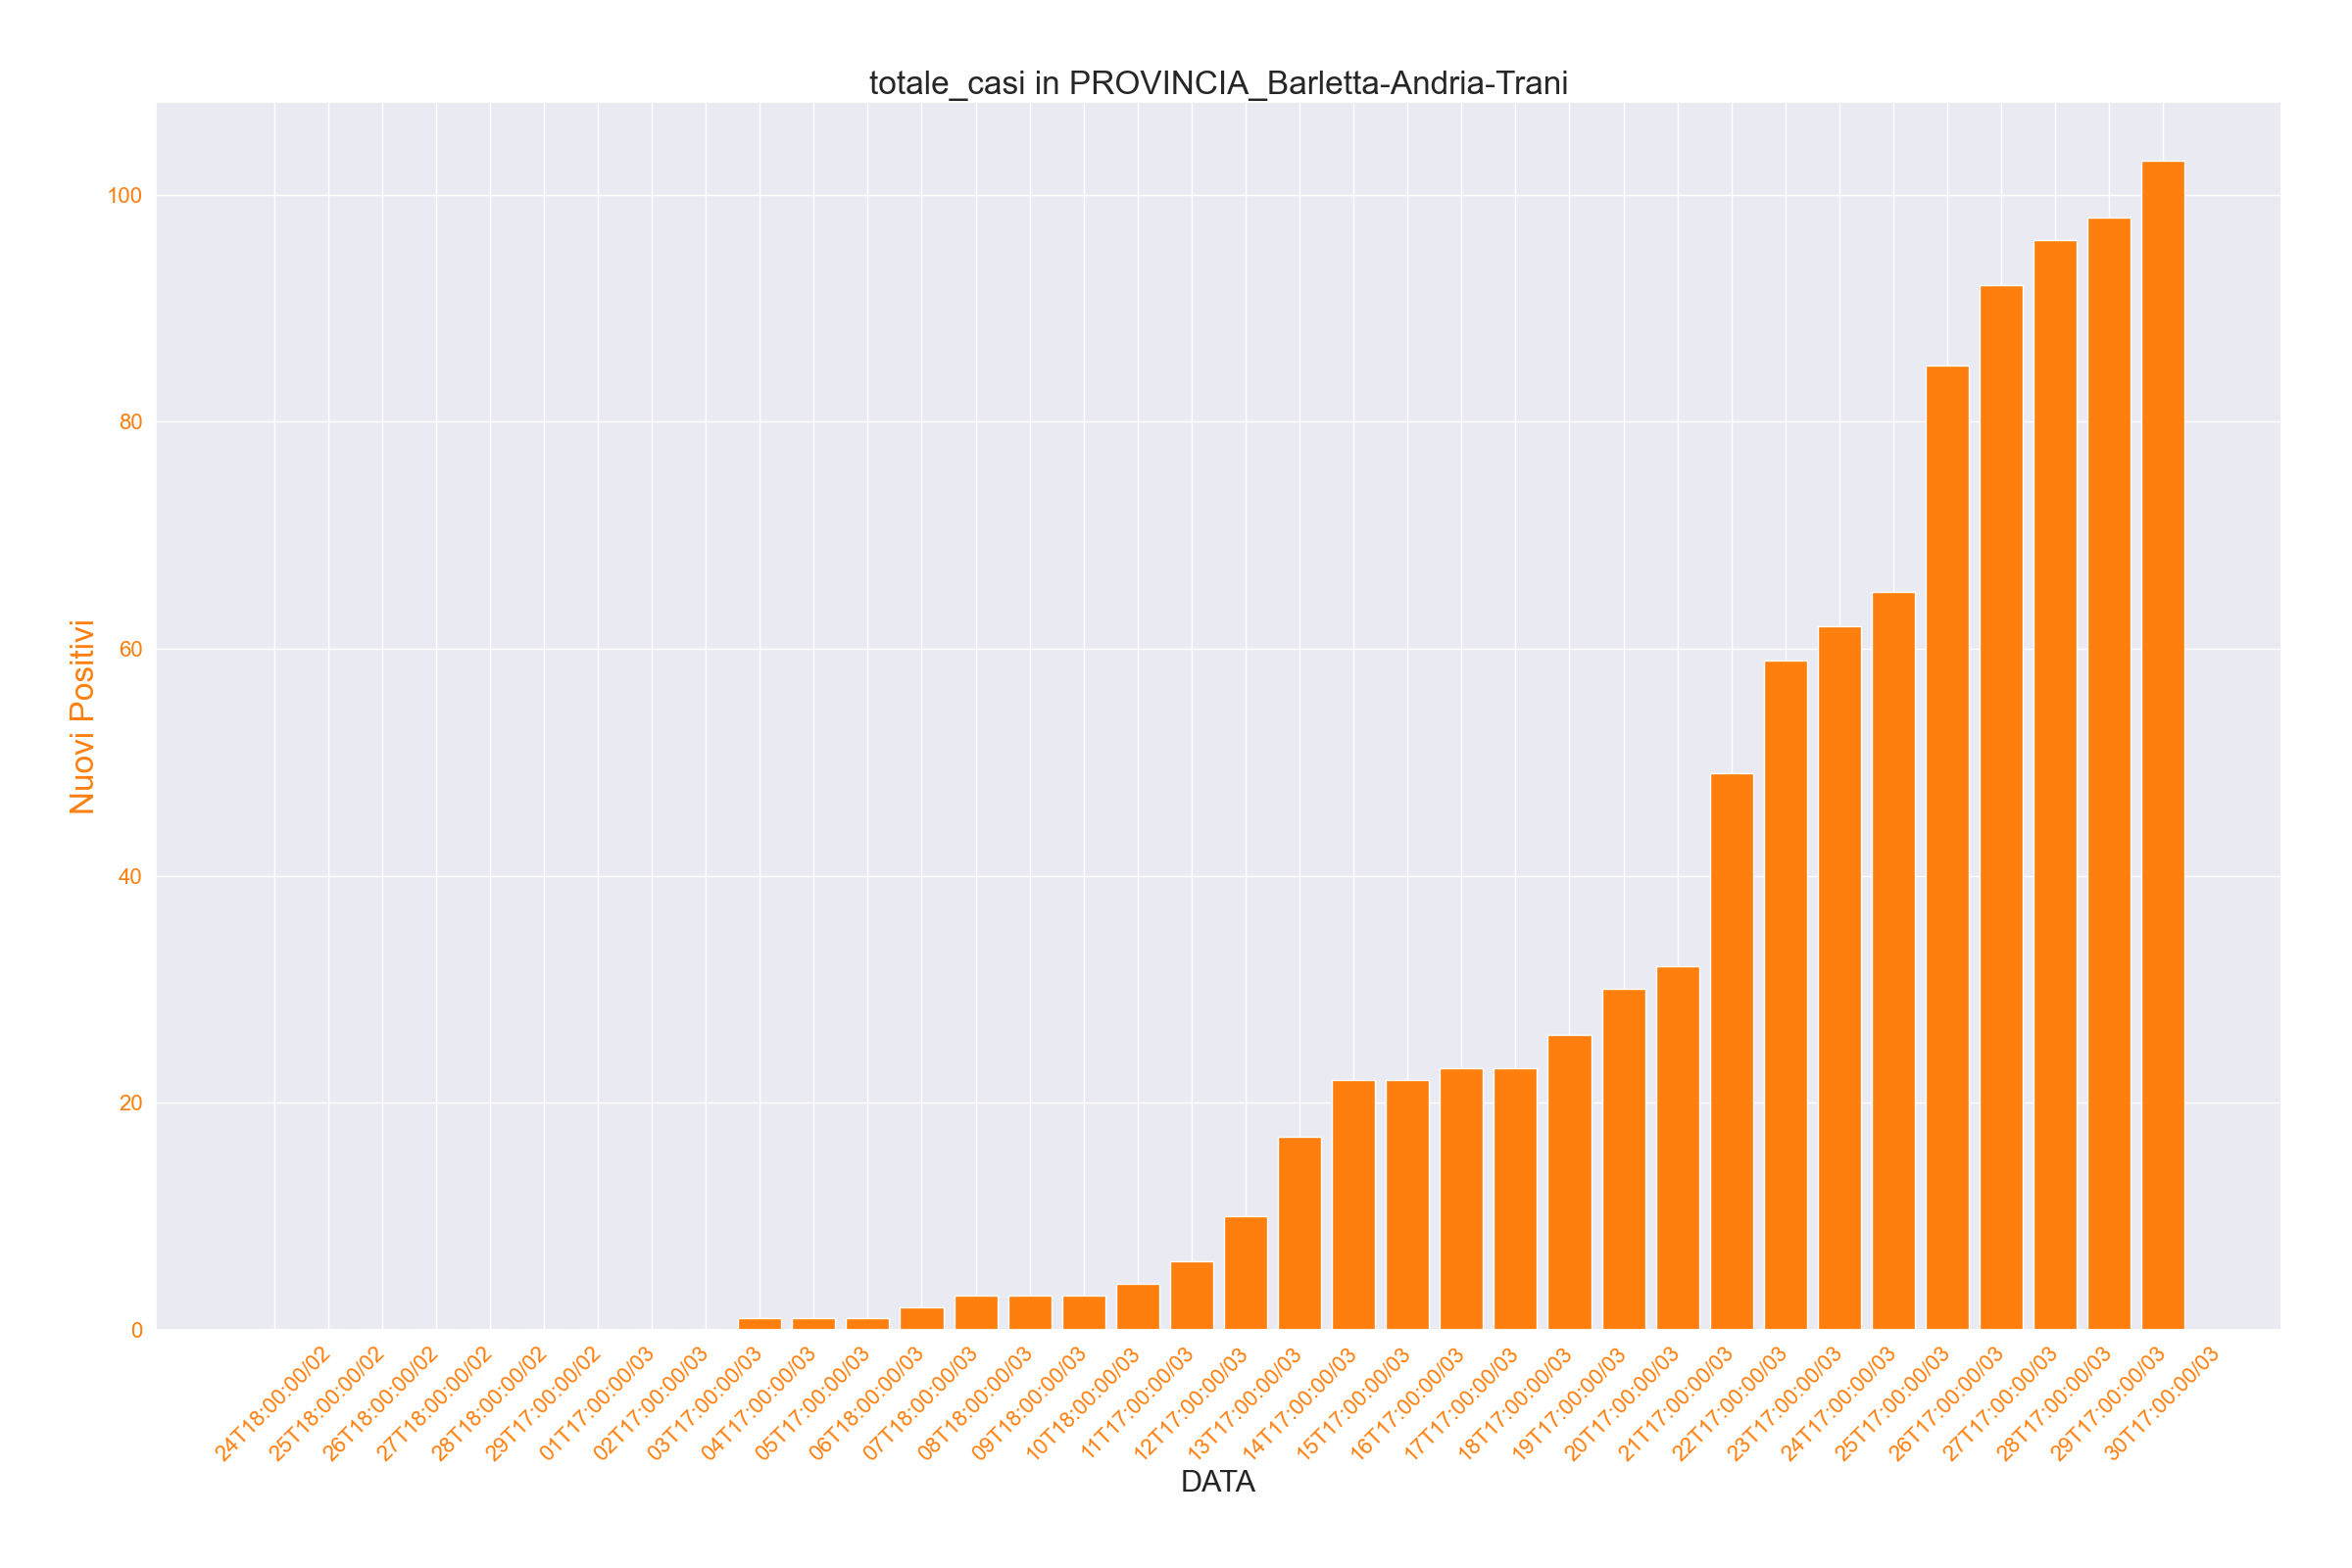 totale_casi in PROVINCIA_Barletta-Andria-Trani
Nuovi Positivi
100
80
60
40
20
0
24T18:00:00/02
25T18:00:00/02
26T18:00:00/02
27T18:00:00/02
28T18:00:00/02
29T17:00:00/02
01T17:00:00/03
02T17:00:00/03
03T17:00:00/03
04T17:00:00/03
05T17:00:00/03
06T18:00:00/03
07T18:00:00/03
08T18:00:00/03
09T18:00:00/03
10T18:00:00/03
11T17:00:00/03
12T17:00:00/03
13T17:00:00/03
14T17:00:00/03
15T17:00:00/03
16T17:00:00/03
17T17:00:00/03
18T17:00:00/03
19T17:00:00/03
20T17:00:00/03
21T17:00:00/03
22T17:00:00/03
23T17:00:00/03
24T17:00:00/03
25T17:00:00/03
26T17:00:00/03
27T17:00:00/03
28T17:00:00/03
29T17:00:00/03
30T17:00:00/03
DATA